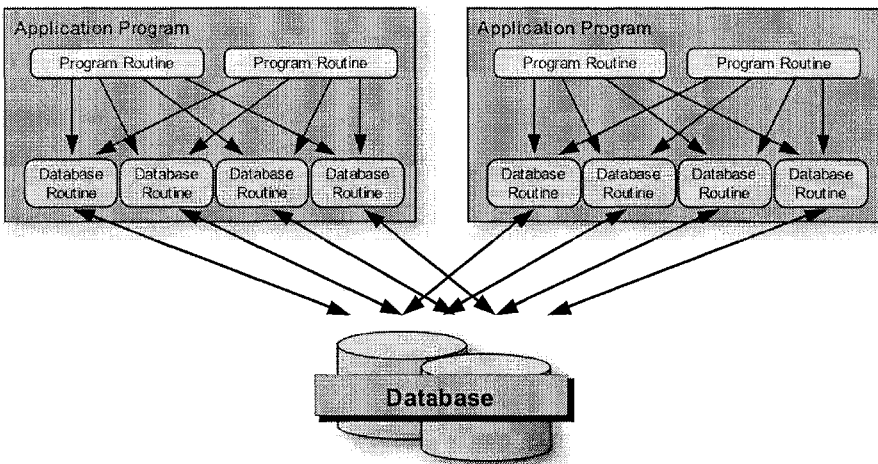 Application Program
Program Routine
Program Routine
Database
Routine
Database
Routine
Database
Routine
Database
Routine
Application Program
Program Routine
Program Routine
Database
Routine
Database
Routine
Database
Routine
Database
Routine
Database